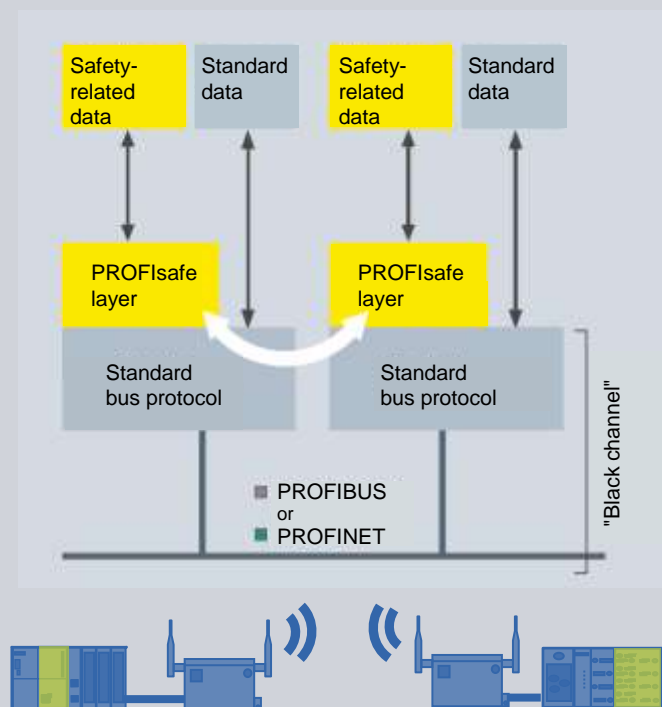 Safety-
related
data
Standard
data
Safety-
related
data
Standard
data
PROFIsafe
layer
PROFIsafe
layer
Standard
bus protocol
Standard
bus protocol
"Black channel"
PROFIBUS
or
PROFINET